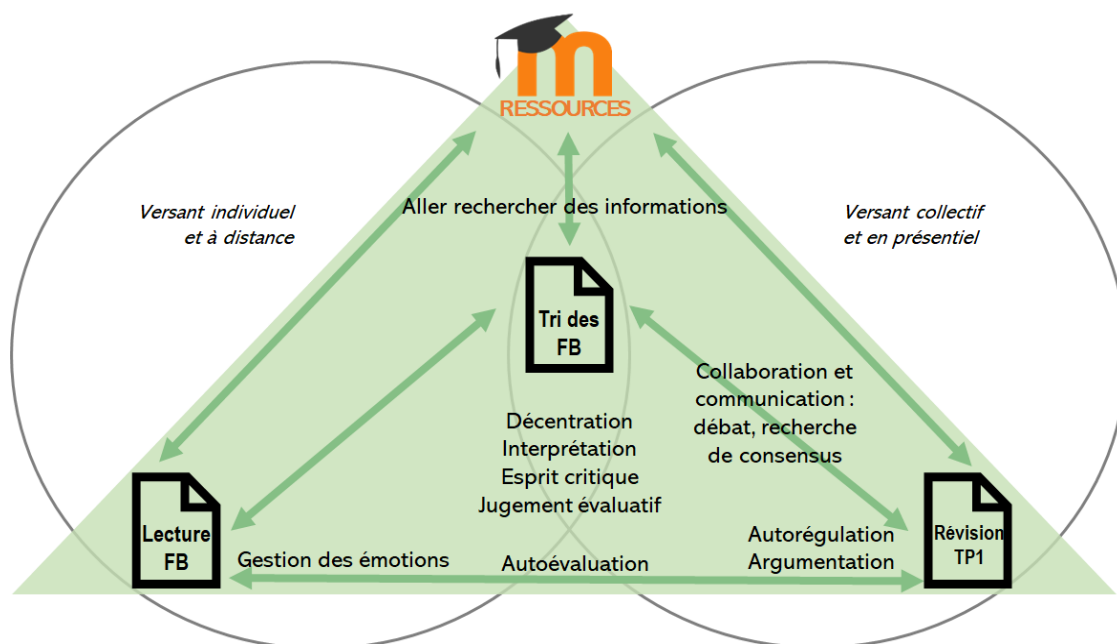 m
RESSOURCES
Versant individuel
et à distance
Aller rechercher des informations
Versant collectif
et en présentiel
Tri des
FB
Collaboration et
communication :
débat, recherche
de consensus
Décentration
Interprétation
Esprit critique
Jugement évaluatif
Lecture
FB
Gestion des émotions
Autoévaluation
Autorégulation
Argumentation
Révision
TP1